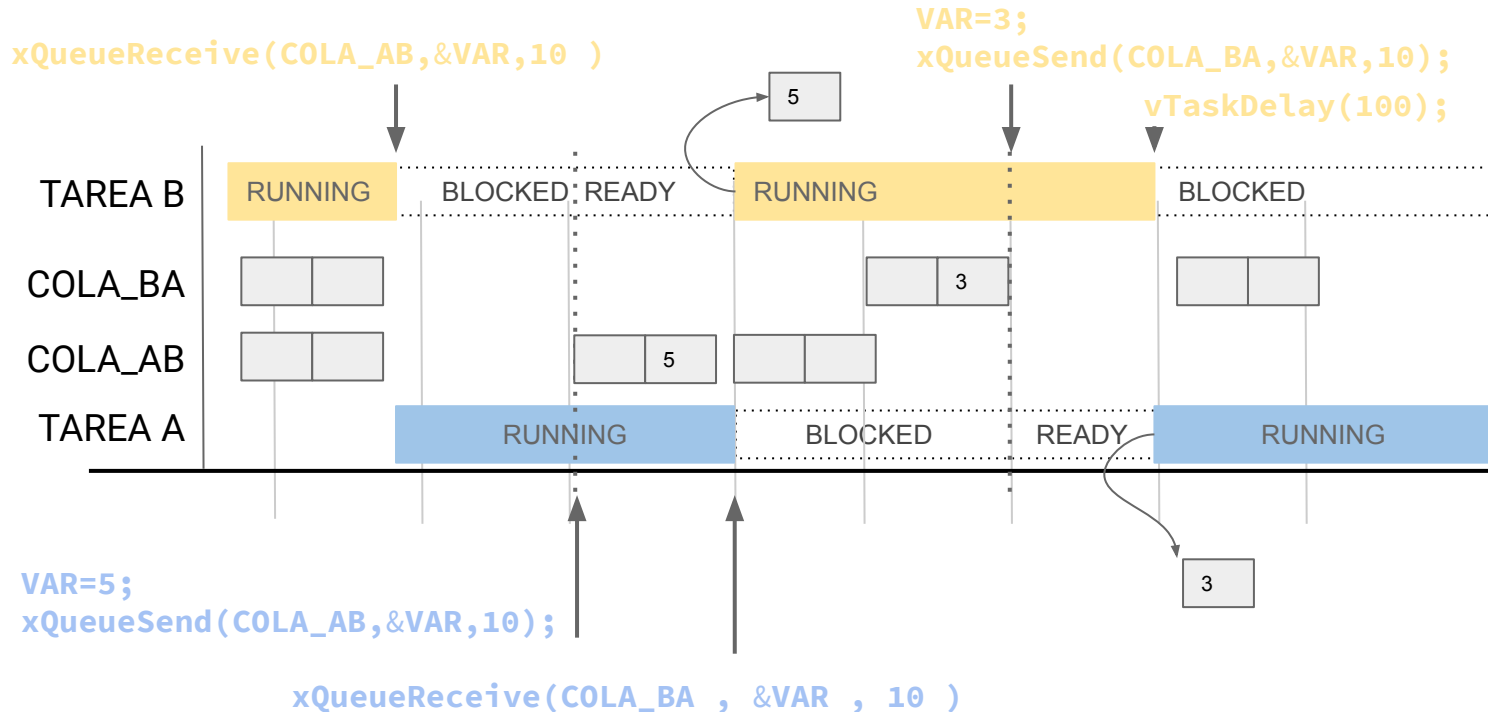 VAR=3;
xQueueReceive(COLA_AB,&VAR,10 )
xQueueSend(COLA_BA,&VAR,10);
5
vTaskDelay(100);
TAREA B
RUNNING
BLOCKED
READY
RUNNING
BLOCKED
COLA_BA
3
COLA_AB
5
TAREA A
RUNNING
BLOCKED
READY
RUNNING
VAR=5;
3
xQueueSend(COLA_AB,&VAR,10);
xQueueReceive(COLA_BA , &VAR , 10 )